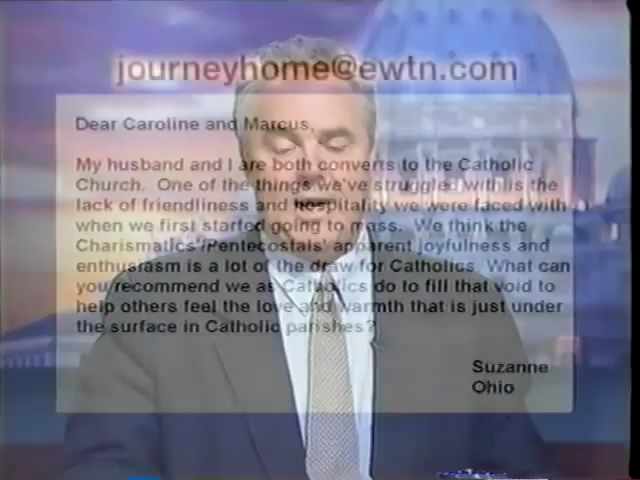 journeyhome@ewtn.com
Dear Caroline and Marcus,
My husband and I are both converts to the Catholic
Church. One of the things we've struggled with is the
lack of friendliness and hospitality we were faced with
when we first started going to mass. We think the
Charismatics'/Pentecostals' apparent joyfulness and
enthusiasm is a lot of the draw for Catholics. What can
you recommend we as Catholics do to fill that void to
help others feel the love and warmth that is just under
the surface in Catholic parishes?
Suzanne
Ohio